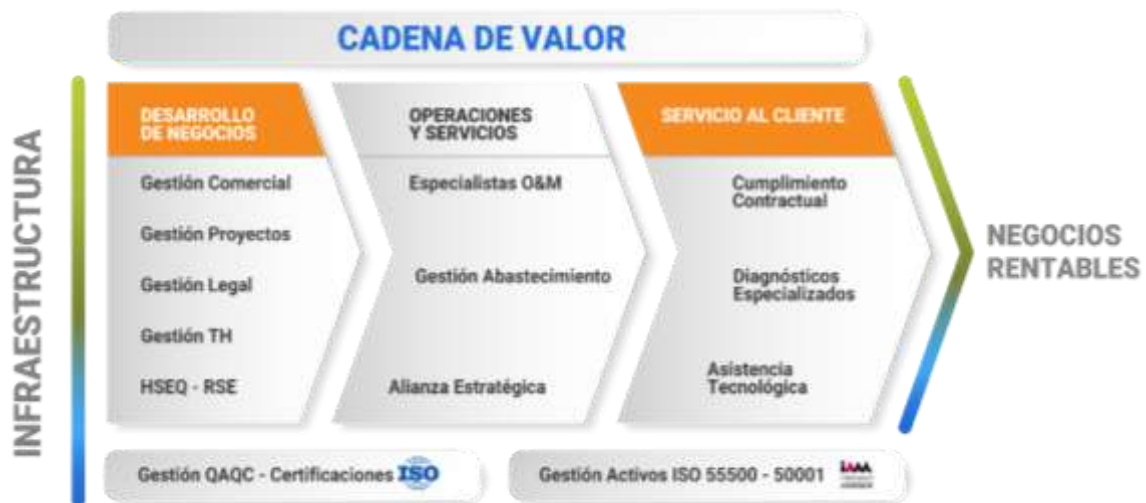 CADENA DE VALOR
INFRAESTRUCTURA
DESARROLLO
DE NEGOCIOS
Gestión Comercial
Gestión Proyectos
Gestión Legal
Gestión TH
HSEQ - RSE
OPERACIONES
Y SERVICIOS
Especialistas O&M
Gestión Abastecimiento
Alianza Estratégica
SERVICIO AL CLIENTE
Cumplimiento
Contractual
Diagnósticos
Especializados
Asistencia
Tecnológica
NEGOCIOS
RENTABLES
Gestión QAQC - Certificaciones ISO
Gestión Activos ISO 55500 - 50001